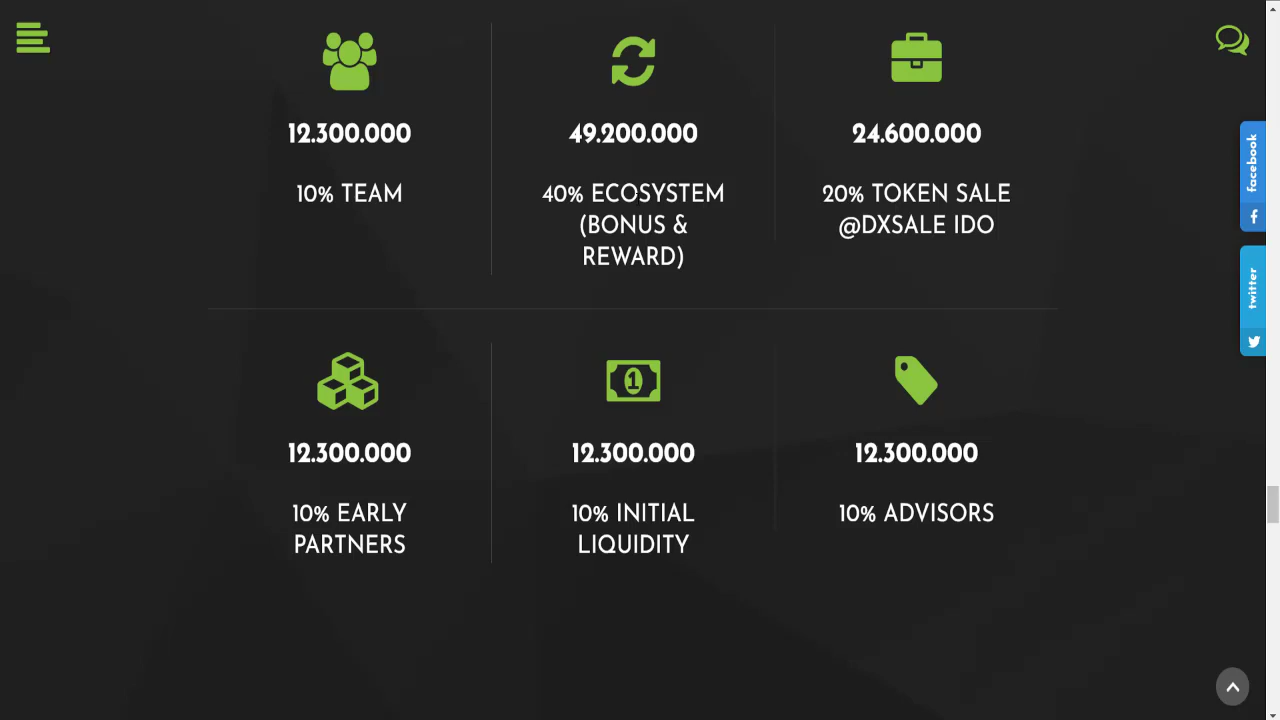 12.300.000
10% TEAM
49.200.000
40% ECOSYSTEM
(BONUS &
REWARD)
24.600.000
20% TOKEN SALE
@DXSALE IDO
12.300.000
10% EARLY
PARTNERS
12.300.000
10% INITIAL
LIQUIDITY
12.300.000
10% ADVISORS
facebook
twitter